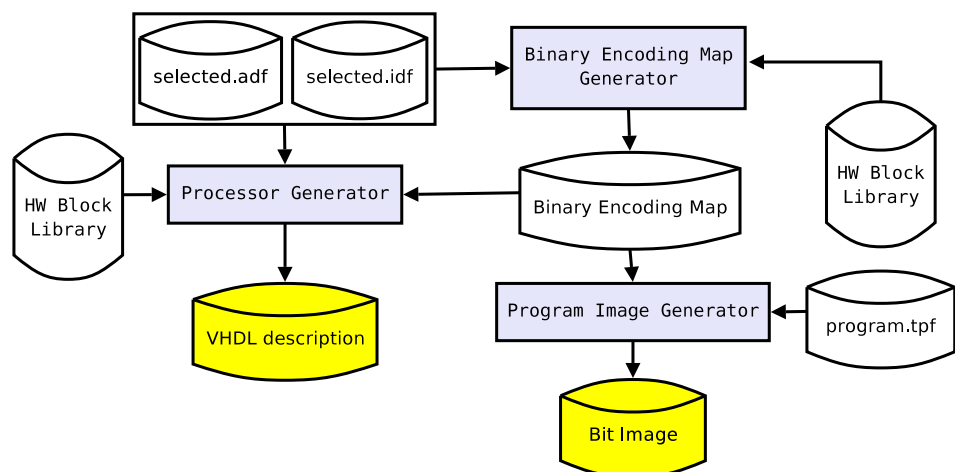 selected.adf
selected.idf
Binary Encoding Map
Generator
HW Block
Library
Processor Generator
Binary Encoding Map
HW Block
Library
VHDL description
Program Image Generator
program.tpf
Bit Image